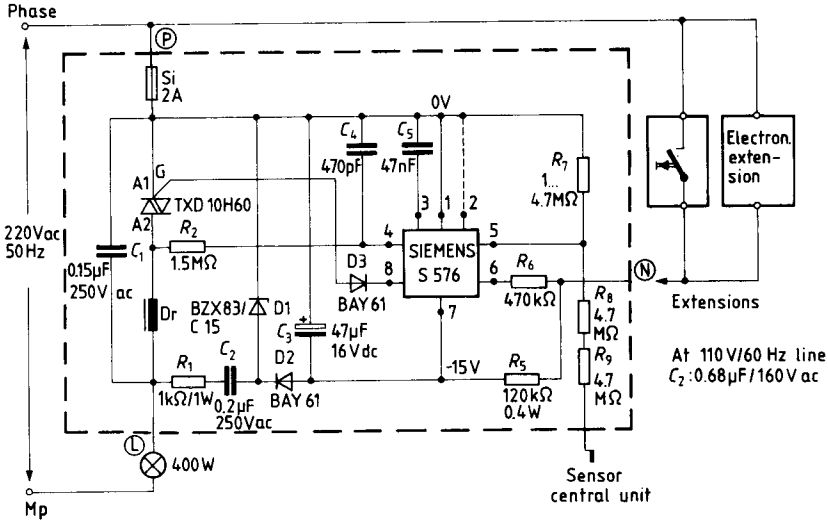 Phase
P
Si
2A
0V
C4
470pF
C5
47nF
R7
1...
4.7MΩ
Electron.
exten-
sion
A1
G
TXD 10H60
A2
220Vac
50Hz
R2
1.5MΩ
C1
0.15µF
250V ac
3
1
2
4
5
SIEMENS
S 576
8
6
7
D3
BAY 61
R6
470kΩ
N
Extensions
Dr
BZX83/
C 15
D1
C3
+
47µF
16Vdc
R8
4.7
MΩ
R1
1kΩ/1W
C2
0.2µF
250Vac
D2
BAY 61
-15V
R5
120kΩ
0.4W
R9
4.7
MΩ
At 110V/60 Hz line
C2:0.68µF/160V ac
L
400W
Sensor
central unit
Mp